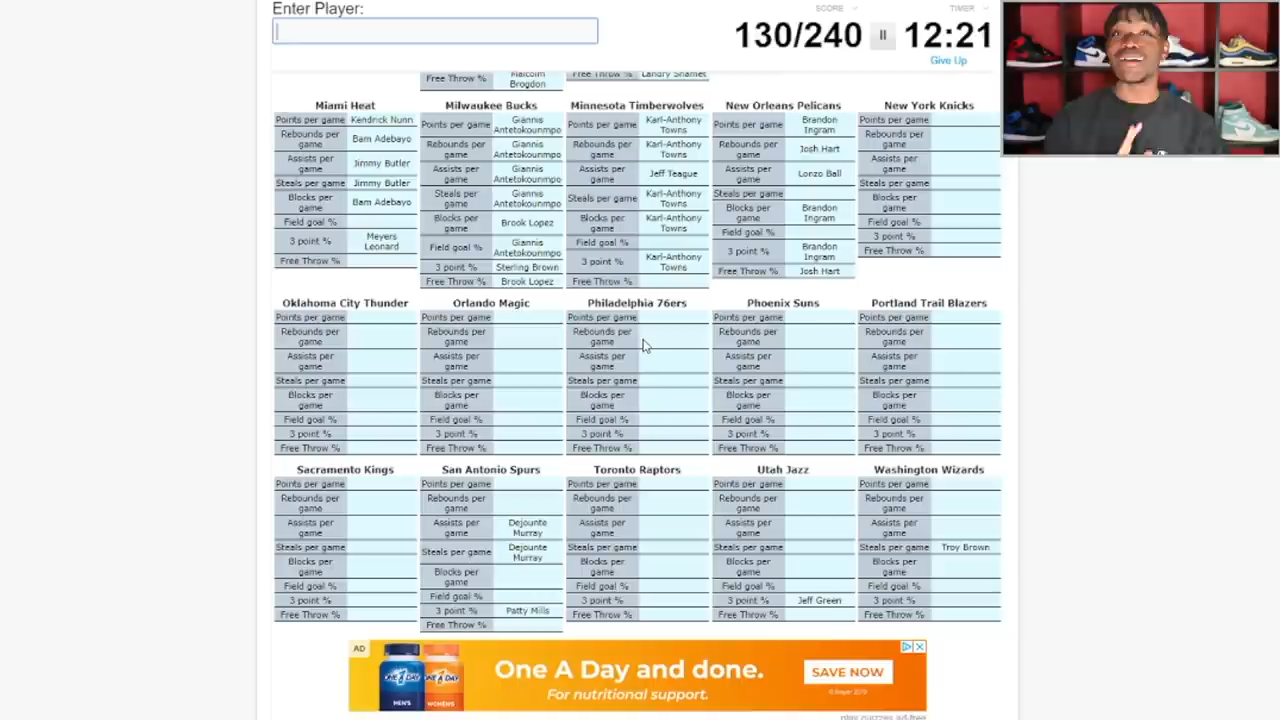 Enter Player:
SCORE
TIMER
130/240
12:21
Give Up
Free Throw %
Malcolm
Brogdon
Free Throw %
Landry Shamet
Miami Heat
Points per game Kendrick Nunn
Rebounds per
game
Bam Adebayo
Assists per
game
Jimmy Butler
Steals per game Jimmy Butler
Blocks per
game
Bam Adebayo
Field goal %
3 point %
Meyers
Leonard
Free Throw %
Milwaukee Bucks
Points per game
Giannis
Antetokounmpo
Rebounds per
game
Giannis
Antetokounmpo
Assists per
game
Giannis
Antetokounmpo
Steals per
game
Giannis
Antetokounmpo
Blocks per
game
Brook Lopez
Field goal %
Giannis
Antetokounmpo
3 point % Sterling Brown
Free Throw % Brook Lopez
Minnesota Timberwolves
Points per game
Karl-Anthony
Towns
Rebounds per
game
Karl-Anthony
Towns
Assists per
game
Jeff Teague
Steals per game
Karl-Anthony
Towns
Blocks per
game
Karl-Anthony
Towns
Field goal %
3 point %
Karl-Anthony
Towns
Free Throw %
New Orleans Pelicans
Points per game
Brandon
Ingram
Rebounds per
game
Josh Hart
Assists per
game
Lonzo Ball
Steals per game
Blocks per
game
Brandon
Ingram
Field goal %
3 point %
Brandon
Ingram
Free Throw % Josh Hart
New York Knicks
Points per game
Rebounds per
game
Assists per
game
Steals per game
Blocks per
game
Field goal %
3 point %
Free Throw %
Oklahoma City Thunder
Points per game
Rebounds per
game
Assists per
game
Steals per game
Blocks per
game
Field goal %
3 point %
Free Throw %
Orlando Magic
Points per game
Rebounds per
game
Assists per
game
Steals per game
Blocks per
game
Field goal %
3 point %
Free Throw %
Philadelphia 76ers
Points per game
Rebounds per
game
Assists per
game
Steals per game
Blocks per
game
Field goal %
3 point %
Free Throw %
Phoenix Suns
Points per game
Rebounds per
game
Assists per
game
Steals per game
Blocks per
game
Field goal %
3 point %
Free Throw %
Portland Trail Blazers
Points per game
Rebounds per
game
Assists per
game
Steals per game
Blocks per
game
Field goal %
3 point %
Free Throw %
Sacramento Kings
Points per game
Rebounds per
game
Assists per
game
Steals per game
Blocks per
game
Field goal %
3 point %
Free Throw %
San Antonio Spurs
Points per game
Rebounds per
game
Assists per
game
Dejounte
Murray
Steals per game
Dejounte
Murray
Blocks per
game
Field goal %
3 point % Patty Mills
Free Throw %
Toronto Raptors
Points per game
Rebounds per
game
Assists per
game
Steals per game
Blocks per
game
Field goal %
3 point %
Free Throw %
Utah Jazz
Points per game
Rebounds per
game
Assists per
game
Steals per game
Blocks per
game
Field goal %
3 point % Jeff Green
Free Throw %
Washington Wizards
Points per game
Rebounds per
game
Assists per
game
Steals per game Troy Brown
Blocks per
game
Field goal %
3 point %
Free Throw %
AD
ONE A DAY
MEN'S
ONE A DAY
WOMEN'S
One A Day and done.
For nutritional support.
SAVE NOW
© Bayer 2019
play quizzes ad-free